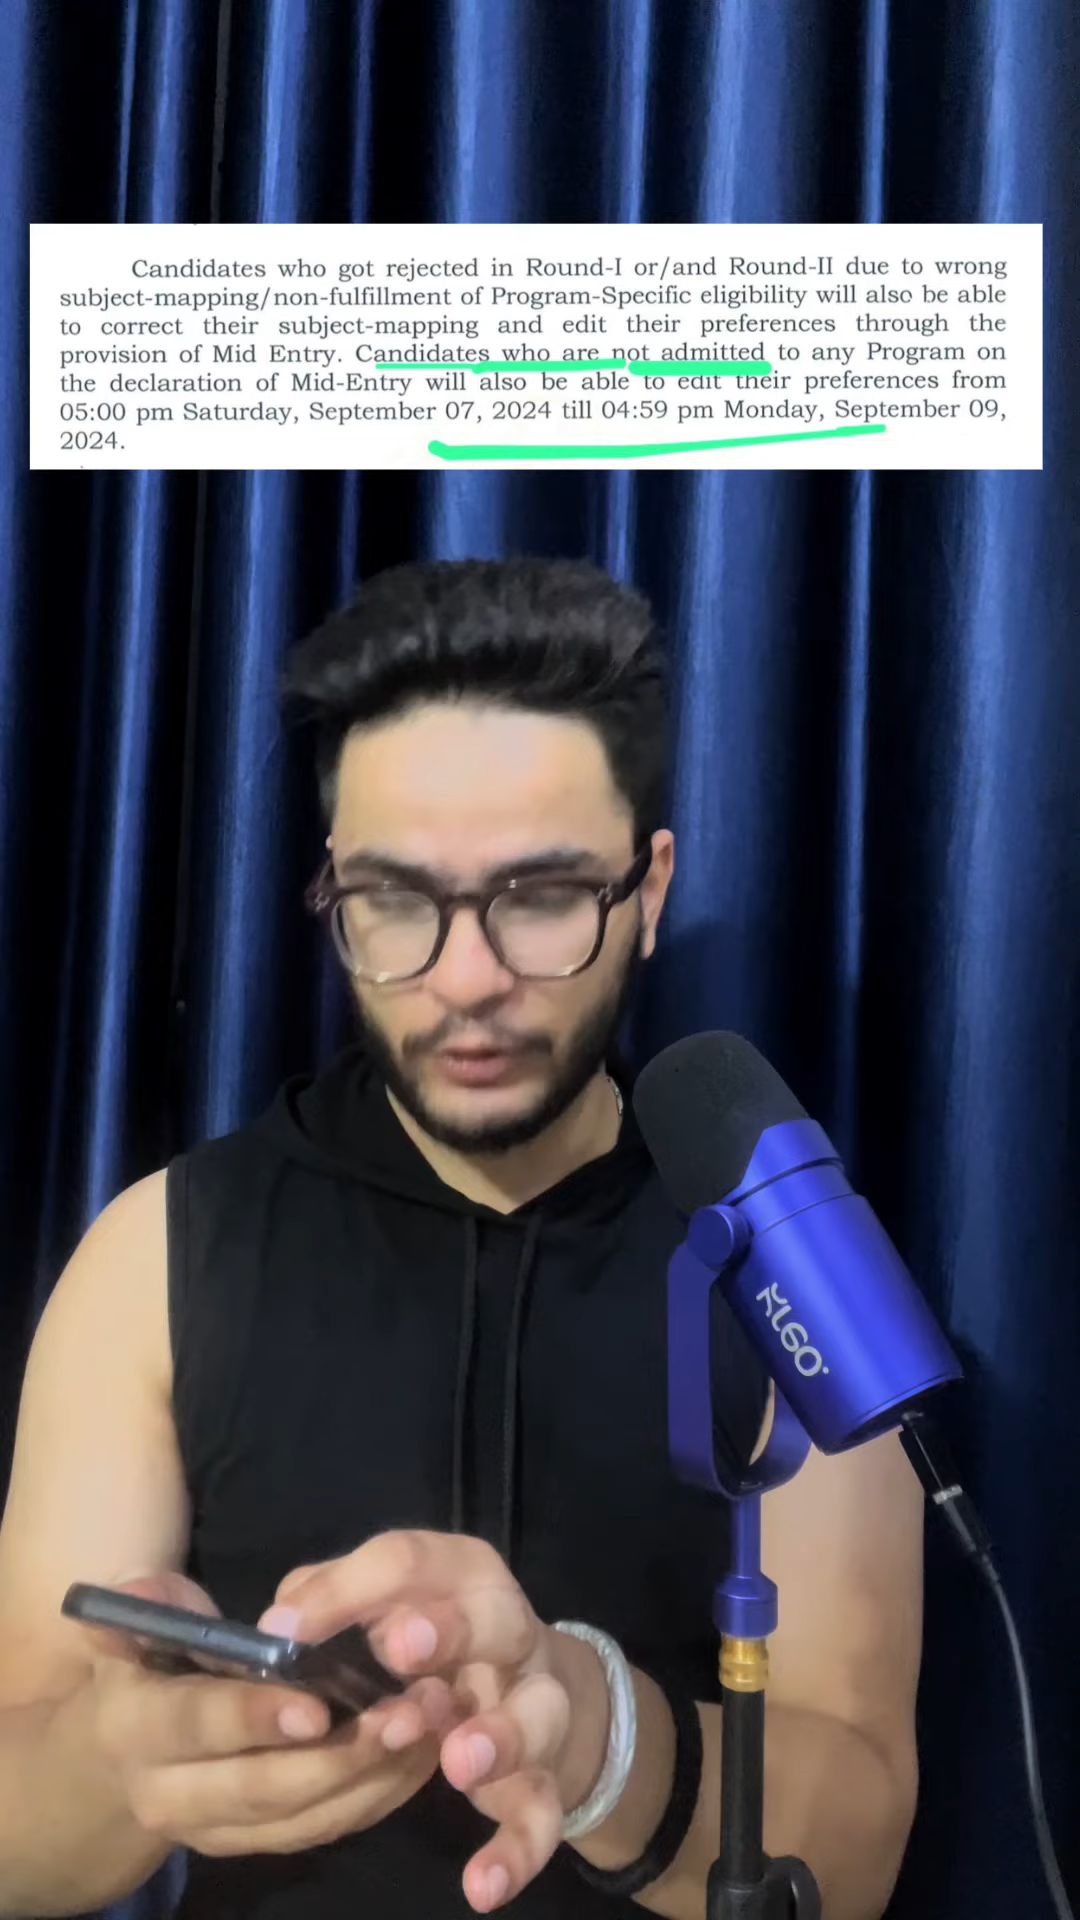 Candidates who got rejected in Round-I or/and Round-II due to wrong
subject-mapping/non-fulfillment of Program-Specific eligibility will also be able
to correct their subject-mapping and edit their preferences through the
provision of Mid Entry. Candidates who are not admitted to any Program on
the declaration of Mid-Entry will also be able to edit their preferences from
05:00 pm Saturday, September 07, 2024 till 04:59 pm Monday, September 09,
2024.